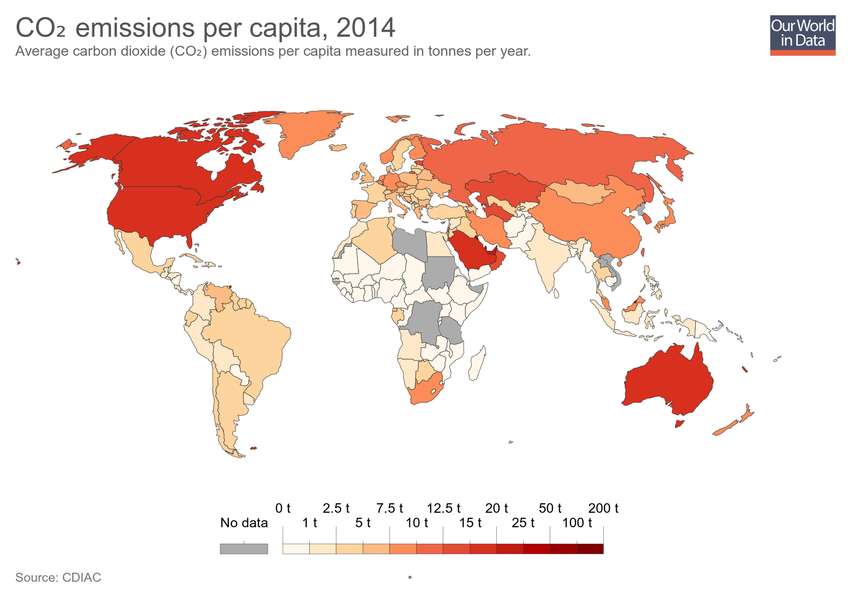 CO₂ emissions per capita, 2014
Average carbon dioxide (CO₂) emissions per capita measured in tonnes per year.
Our World
in Data
0 t 2.5 t 7.5 t 12.5 t 20 t 50 t 200 t
No data 1 t 5 t 10 t 15 t 25 t 100 t
Source: CDIAC